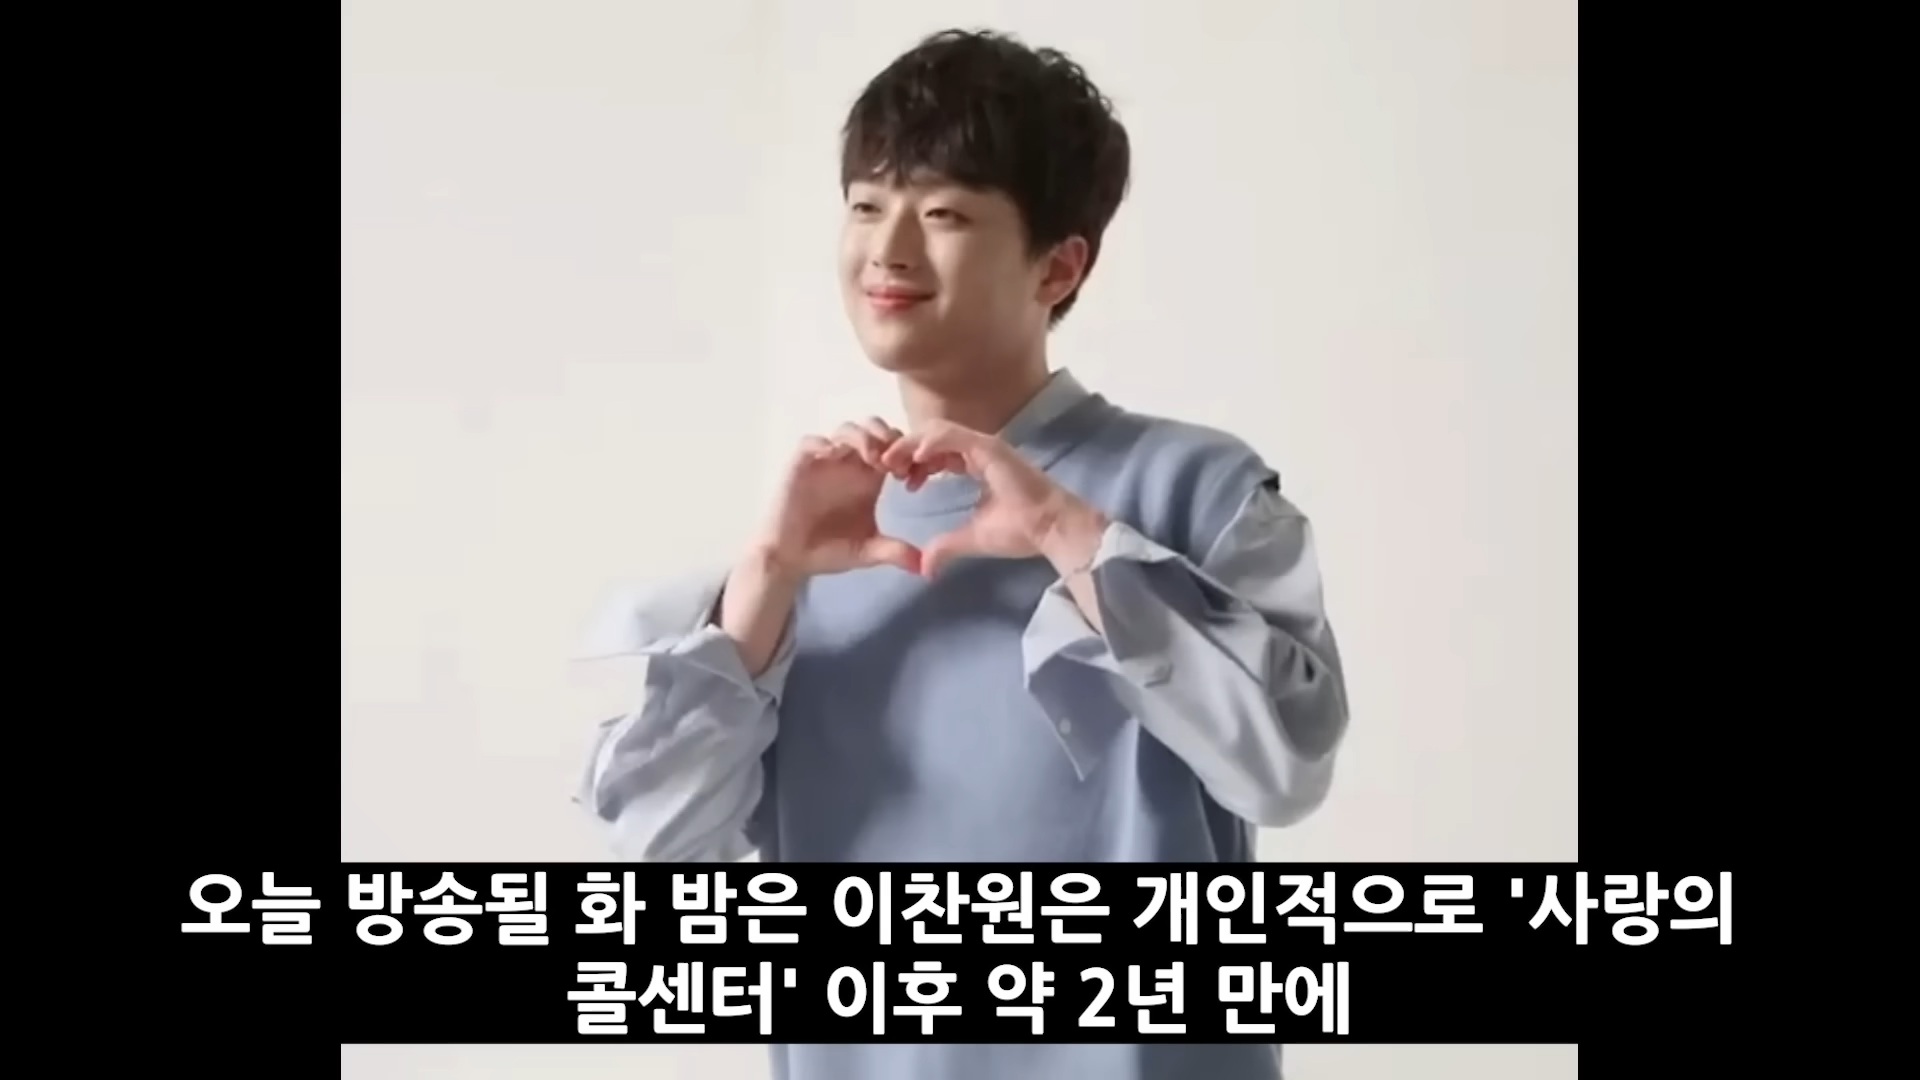 오늘 방송될 화 밤은 이찬원은 개인적으로 '사랑의
콜센터' 이후 약 2년 만에